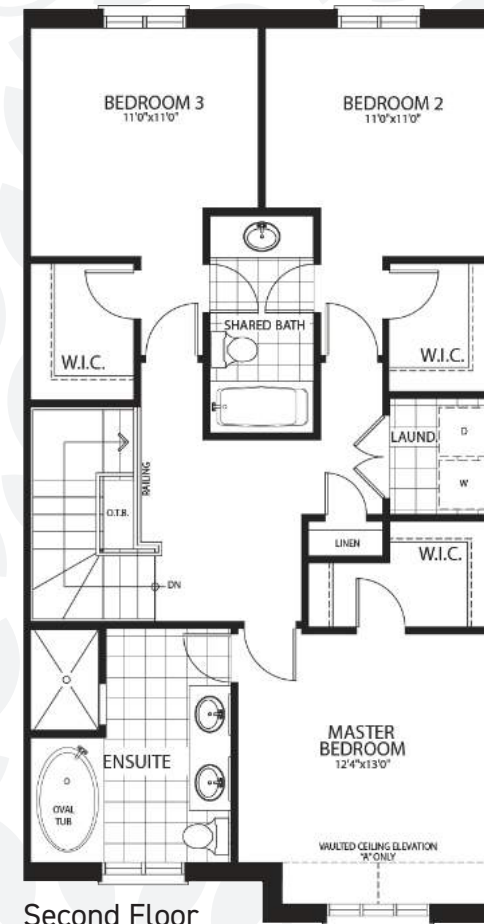 BEDROOM 3
11'0"x11'0"
BEDROOM 2
11'0"x11'0"
SHARED BATH
W.I.C.
W.I.C.
LAUND.
D
W
RAILING
O.T.B.
LINEN
W.I.C.
DN
MASTER
BEDROOM
12'4"x13'0"
ENSUITE
OVAL
TUB
VAULTED CEILING ELEVATION
"A" ONLY
Second Floor